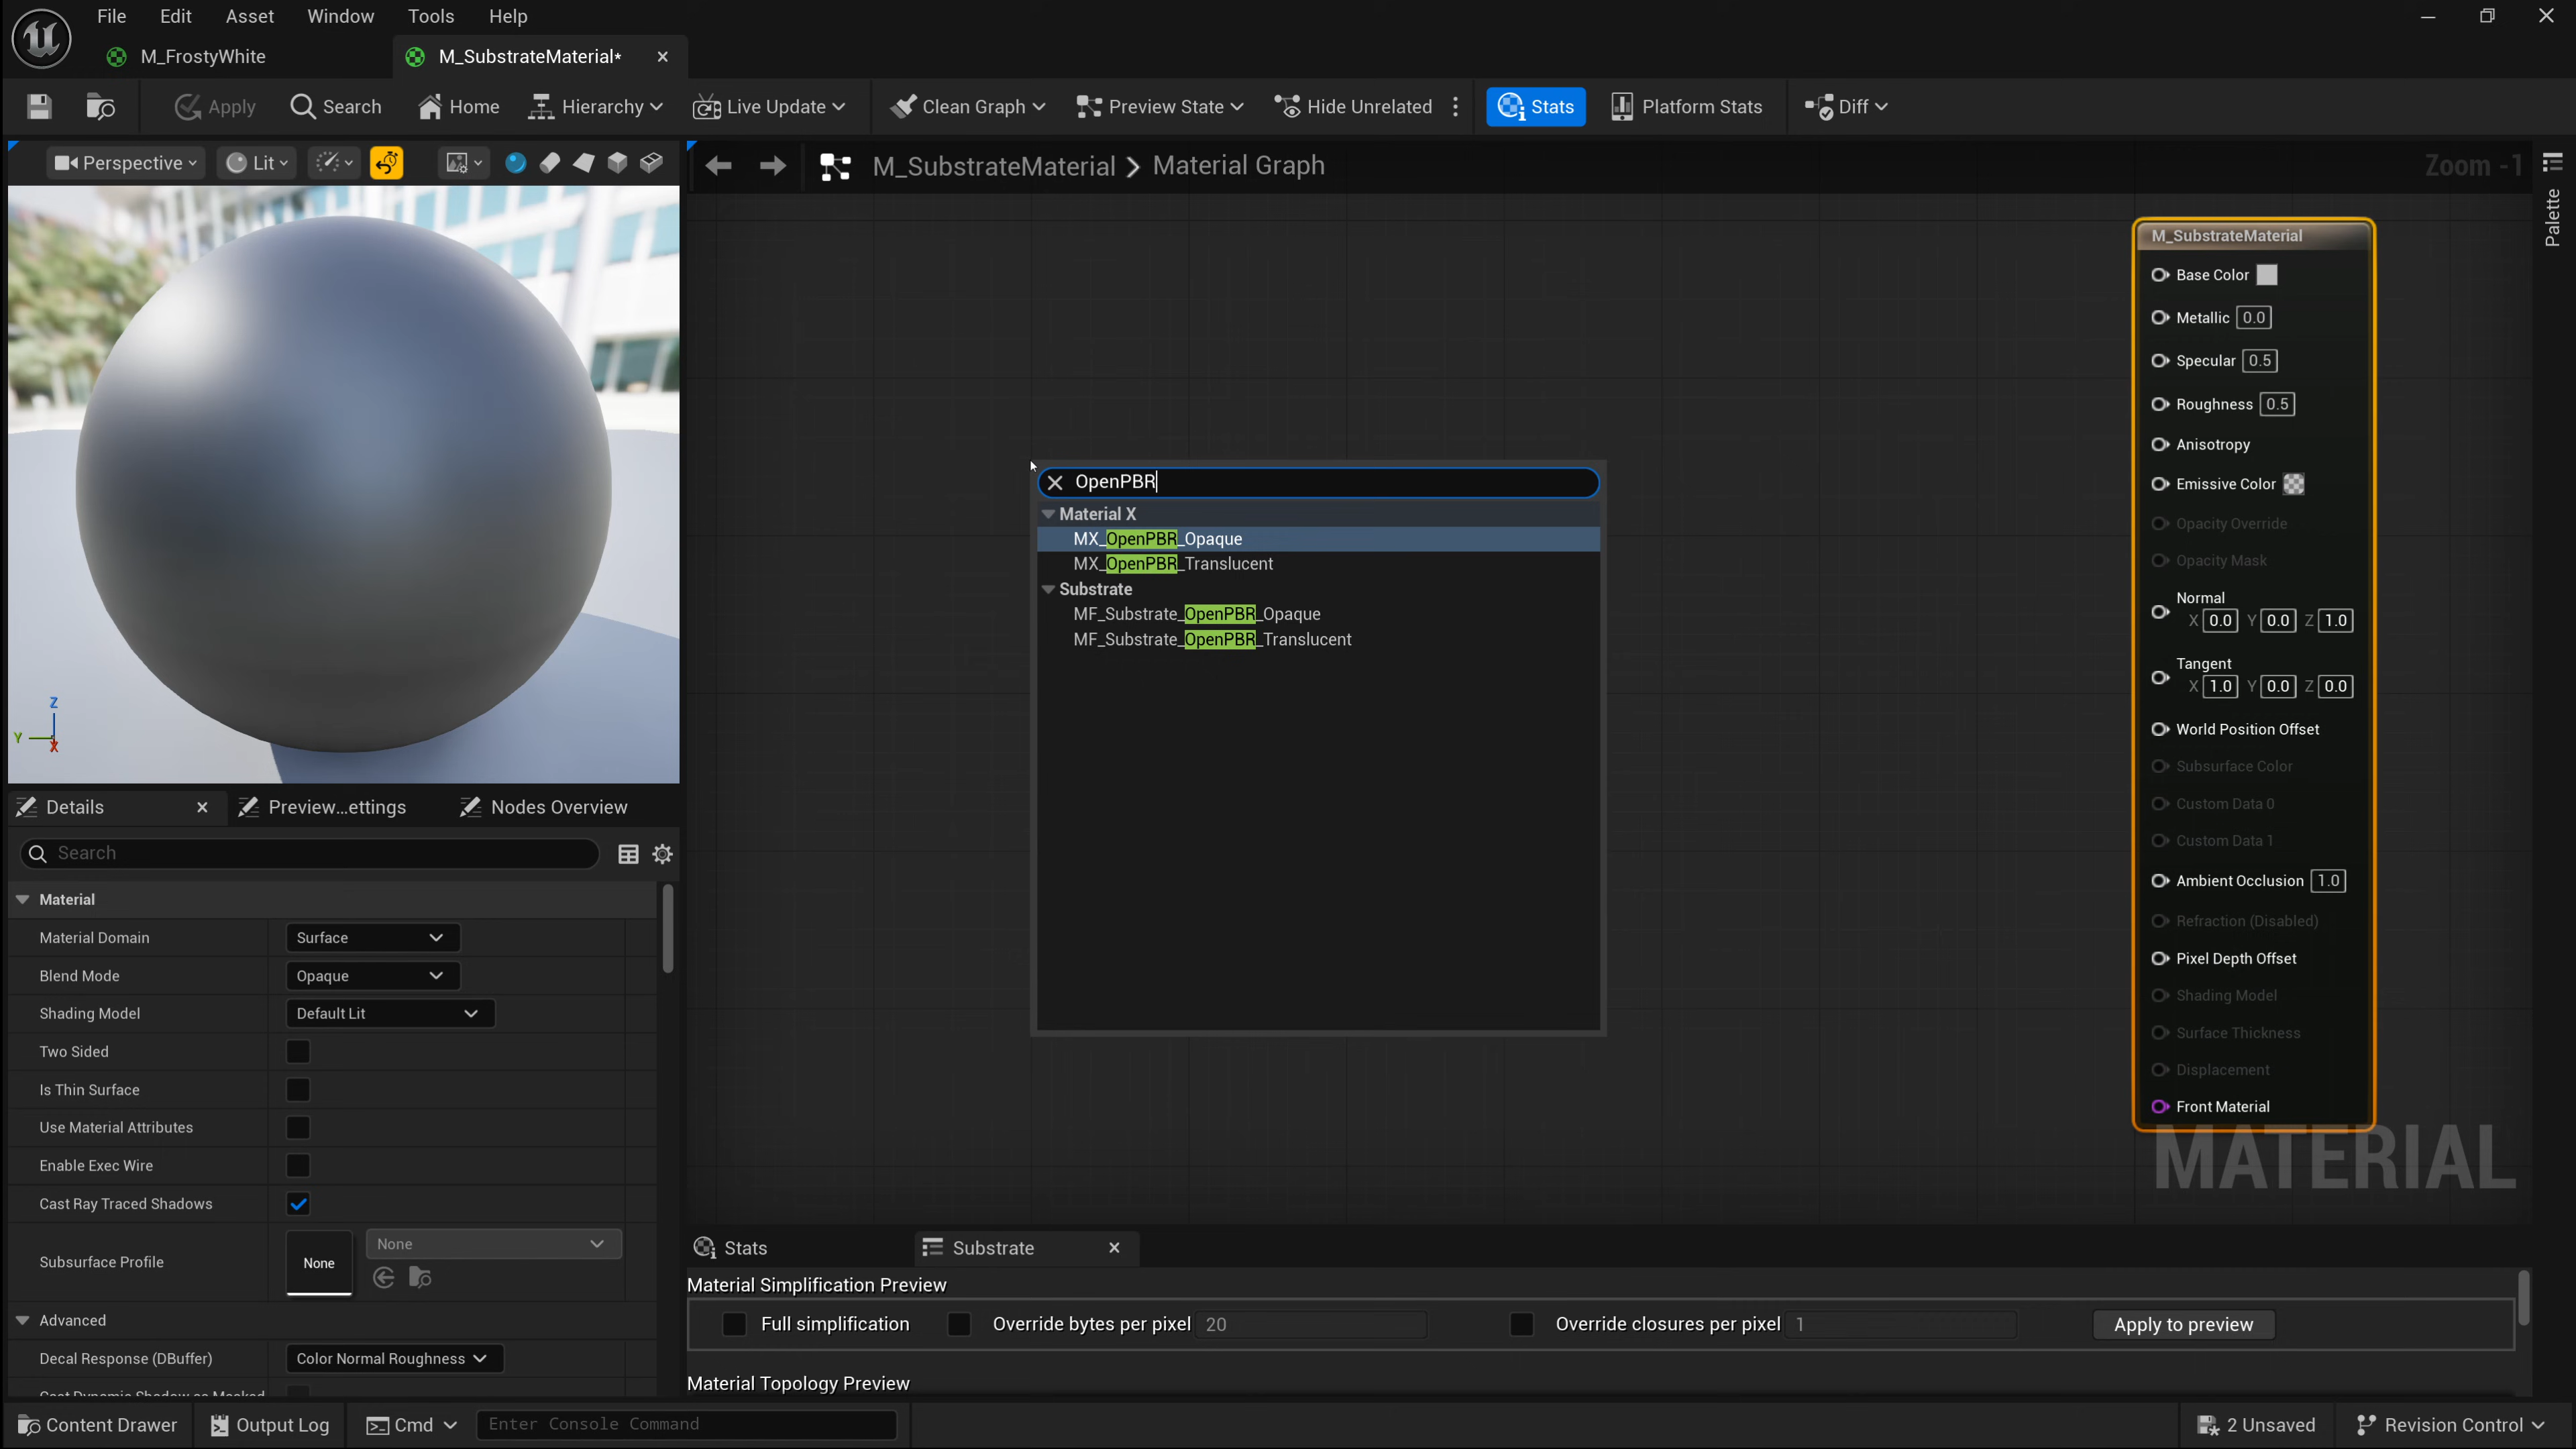 File Edit Asset Window Tools Help
M_FrostyWhite M_SubstrateMaterial*
Apply Search Home Hierarchy Live Update Clean Graph Preview State Hide Unrelated Stats Platform Stats Diff
Perspective Lit
M_SubstrateMaterial Material Graph Zoom -1
Palette
M_SubstrateMaterial
Base Color
Metallic 0.0
Specular 0.5
Roughness 0.5
Anisotropy
Emissive Color
Opacity Override
Opacity Mask
Normal
X 0.0 Y 0.0 Z 1.0
Tangent
X 1.0 Y 0.0 Z 0.0
World Position Offset
Subsurface Color
Custom Data 0
Custom Data 1
Ambient Occlusion 1.0
Refraction (Disabled)
Pixel Depth Offset
Shading Model
Surface Thickness
Displacement
Front Material
MATERIAL
OpenPBR
Material X
MX_OpenPBR_Opaque
MX_OpenPBR_Translucent
Substrate
MF_Substrate_OpenPBR_Opaque
MF_Substrate_OpenPBR_Translucent
Z
Y
X
Details Preview...ettings Nodes Overview
Search
Material
Material Domain Surface
Blend Mode Opaque
Shading Model Default Lit
Two Sided
Is Thin Surface
Use Material Attributes
Enable Exec Wire
Cast Ray Traced Shadows
Subsurface Profile None None
Advanced
Decal Response (DBuffer) Color Normal Roughness
Cast Dynamic Shadow as Masked
Stats Substrate
Material Simplification Preview
Full simplification Override bytes per pixel 20 Override closures per pixel 1 Apply to preview
Material Topology Preview
Content Drawer Output Log Cmd Enter Console Command 2 Unsaved Revision Control